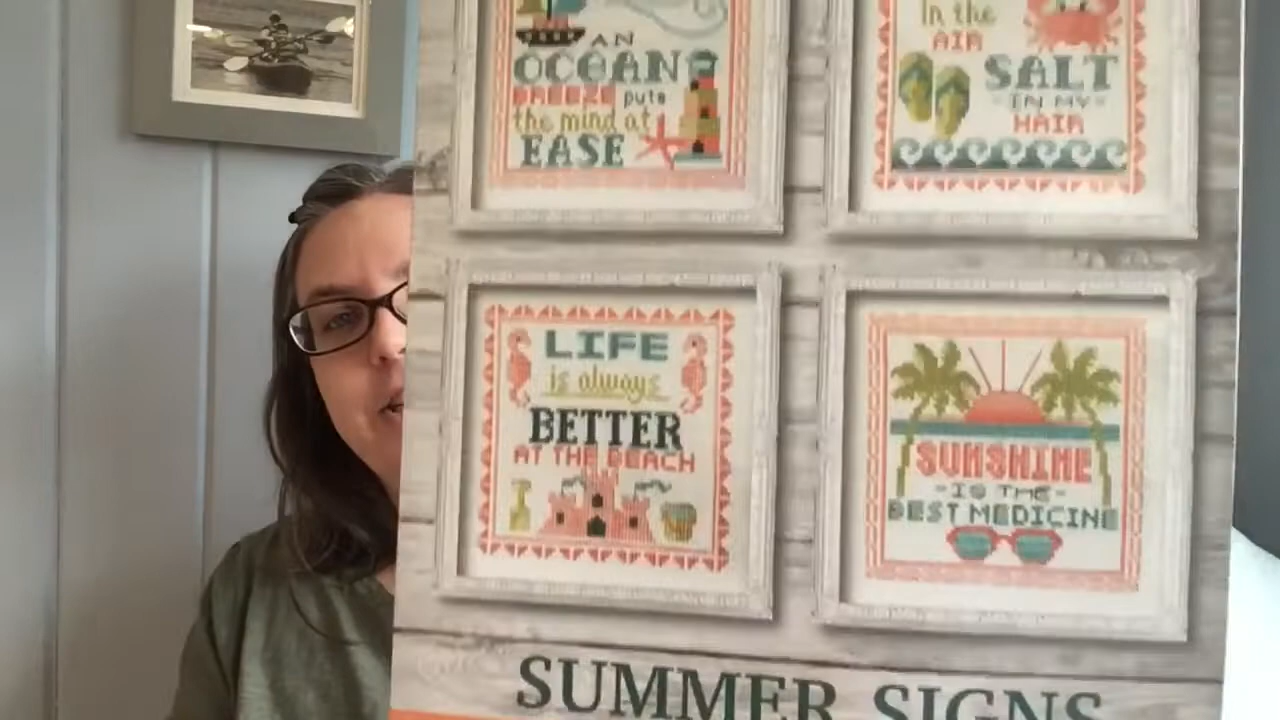 AN
OCEAN
BREEZE puts
the mind at
EASE
In the
AIR
SALT
-IN MY-
HAIR
LIFE
is always
BETTER
AT THE BEACH
SUNSHINE
-IS THE-
BEST MEDICINE
SUMMER SIGNS